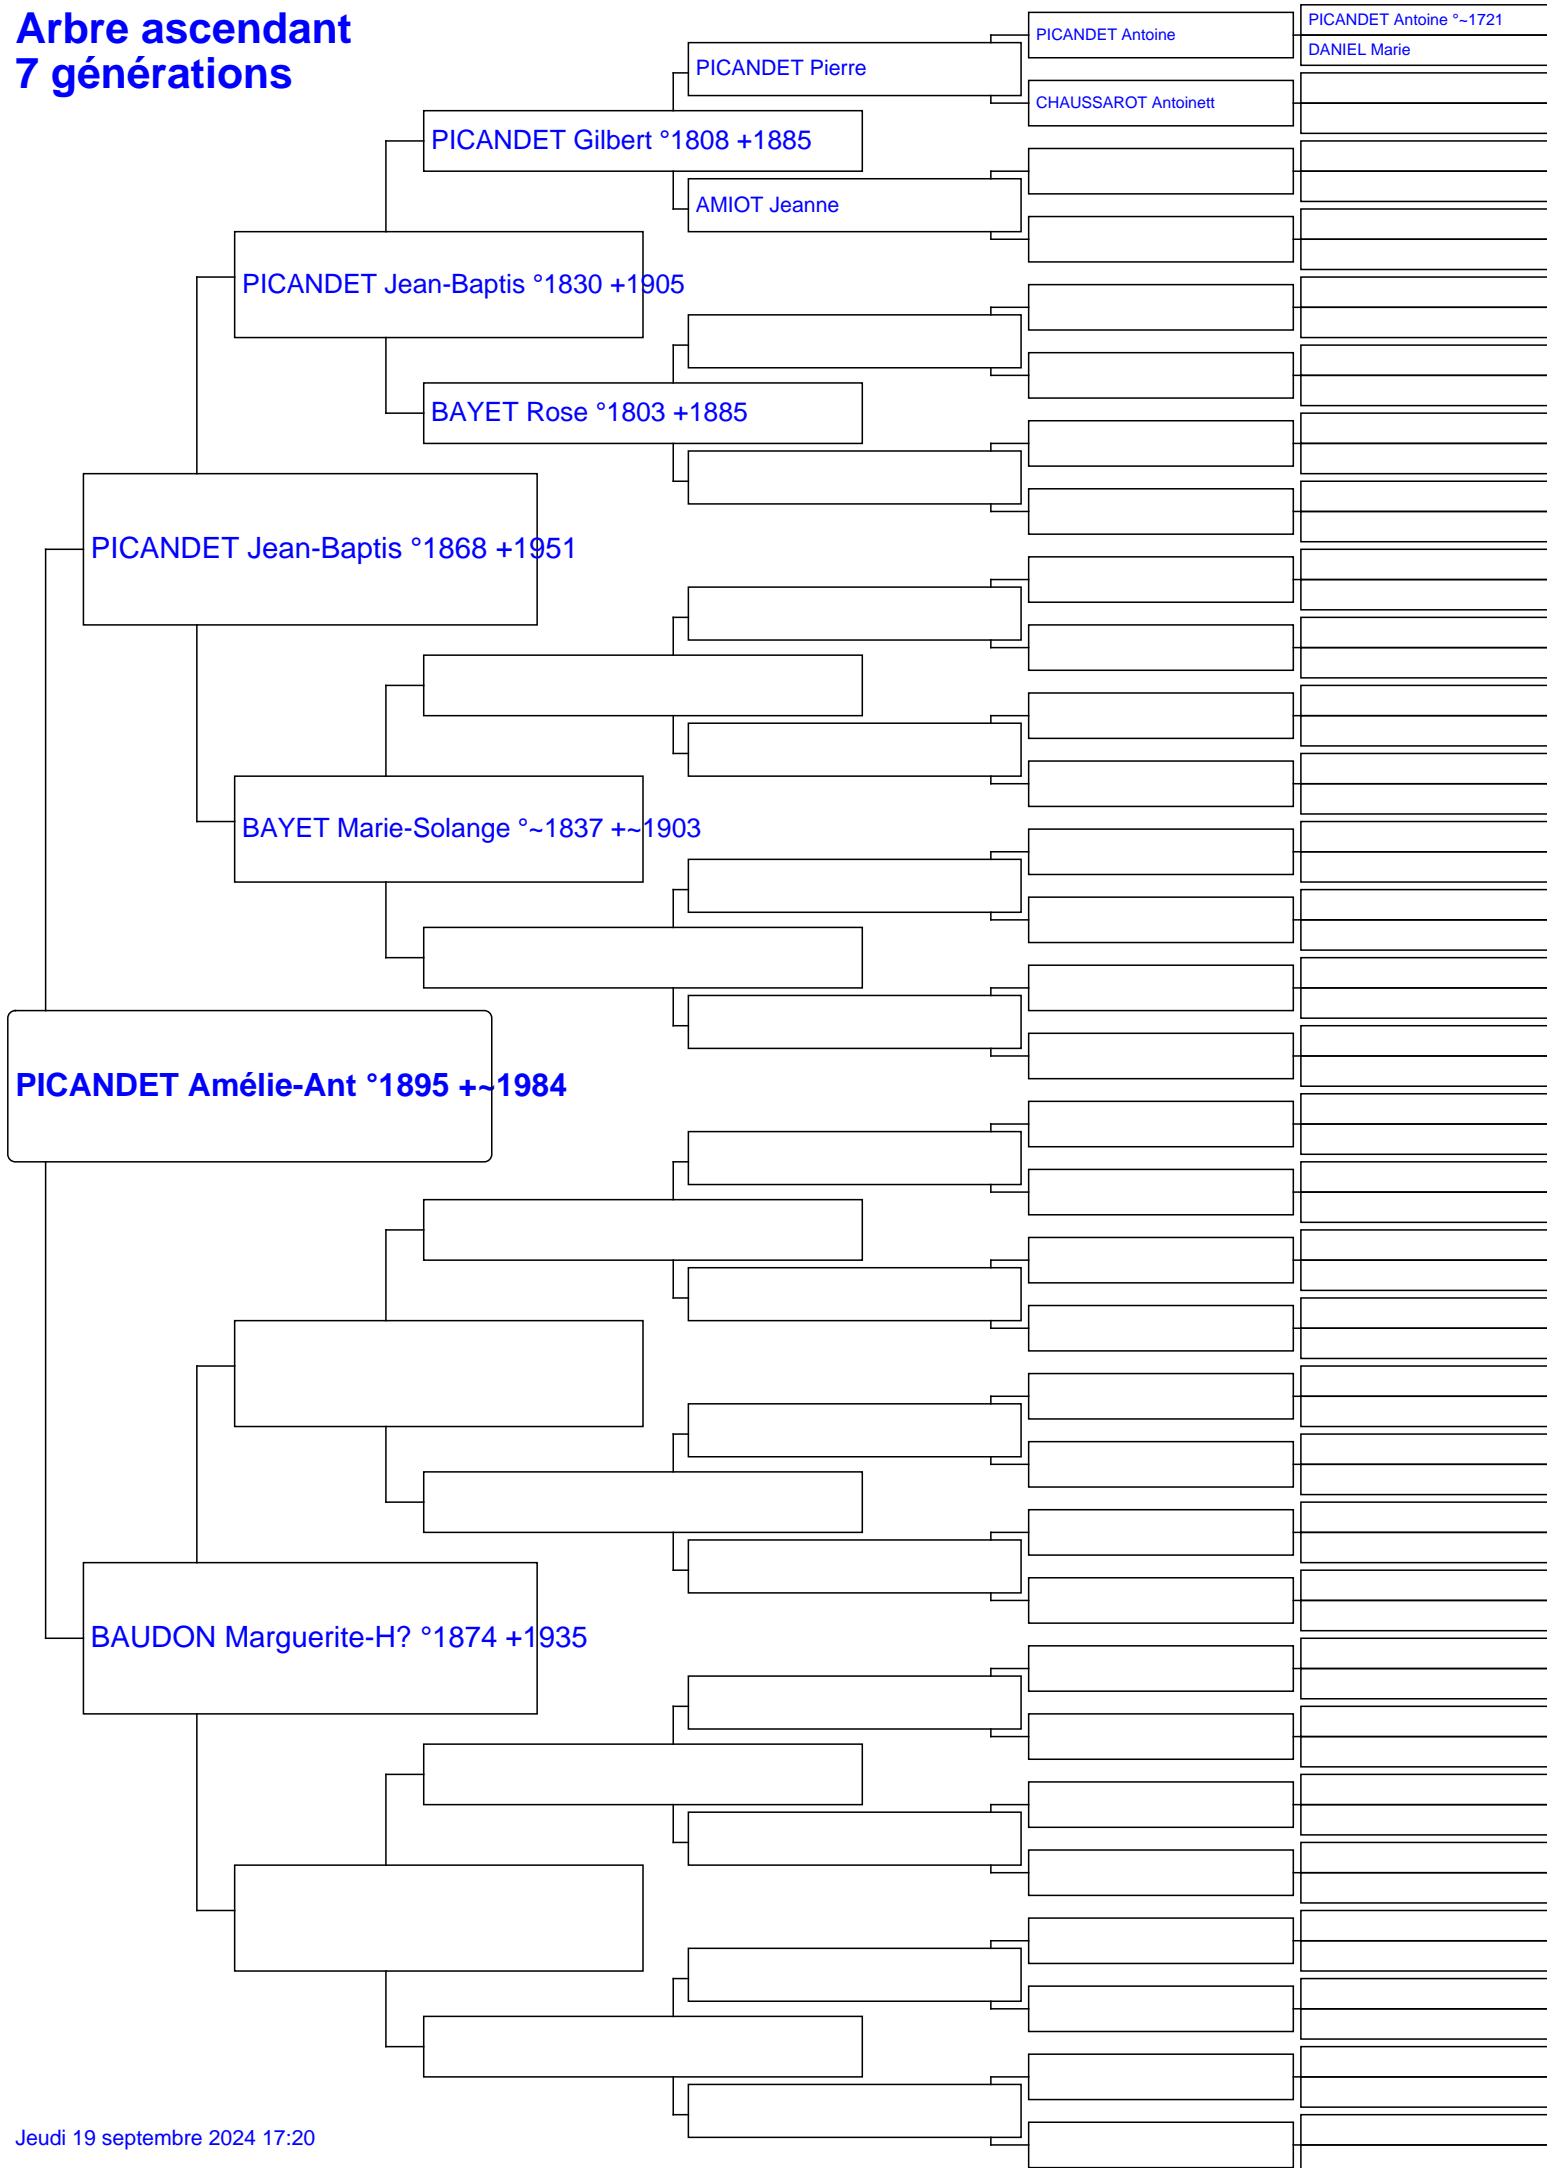 Arbre ascendant
7 générations
PICANDET Antoine °~1721
DANIEL Marie
PICANDET Antoine
PICANDET Pierre
CHAUSSAROT Antoinett
PICANDET Gilbert °1808 +1885
AMIOT Jeanne
PICANDET Jean-Baptis °1830 +1905
BAYET Rose °1803 +1885
PICANDET Jean-Baptis °1868 +1951
BAYET Marie-Solange °~1837 +~1903
PICANDET Amélie-Ant °1895 +~1984
BAUDON Marguerite-H? °1874 +1935
Jeudi 19 septembre 2024 17:20